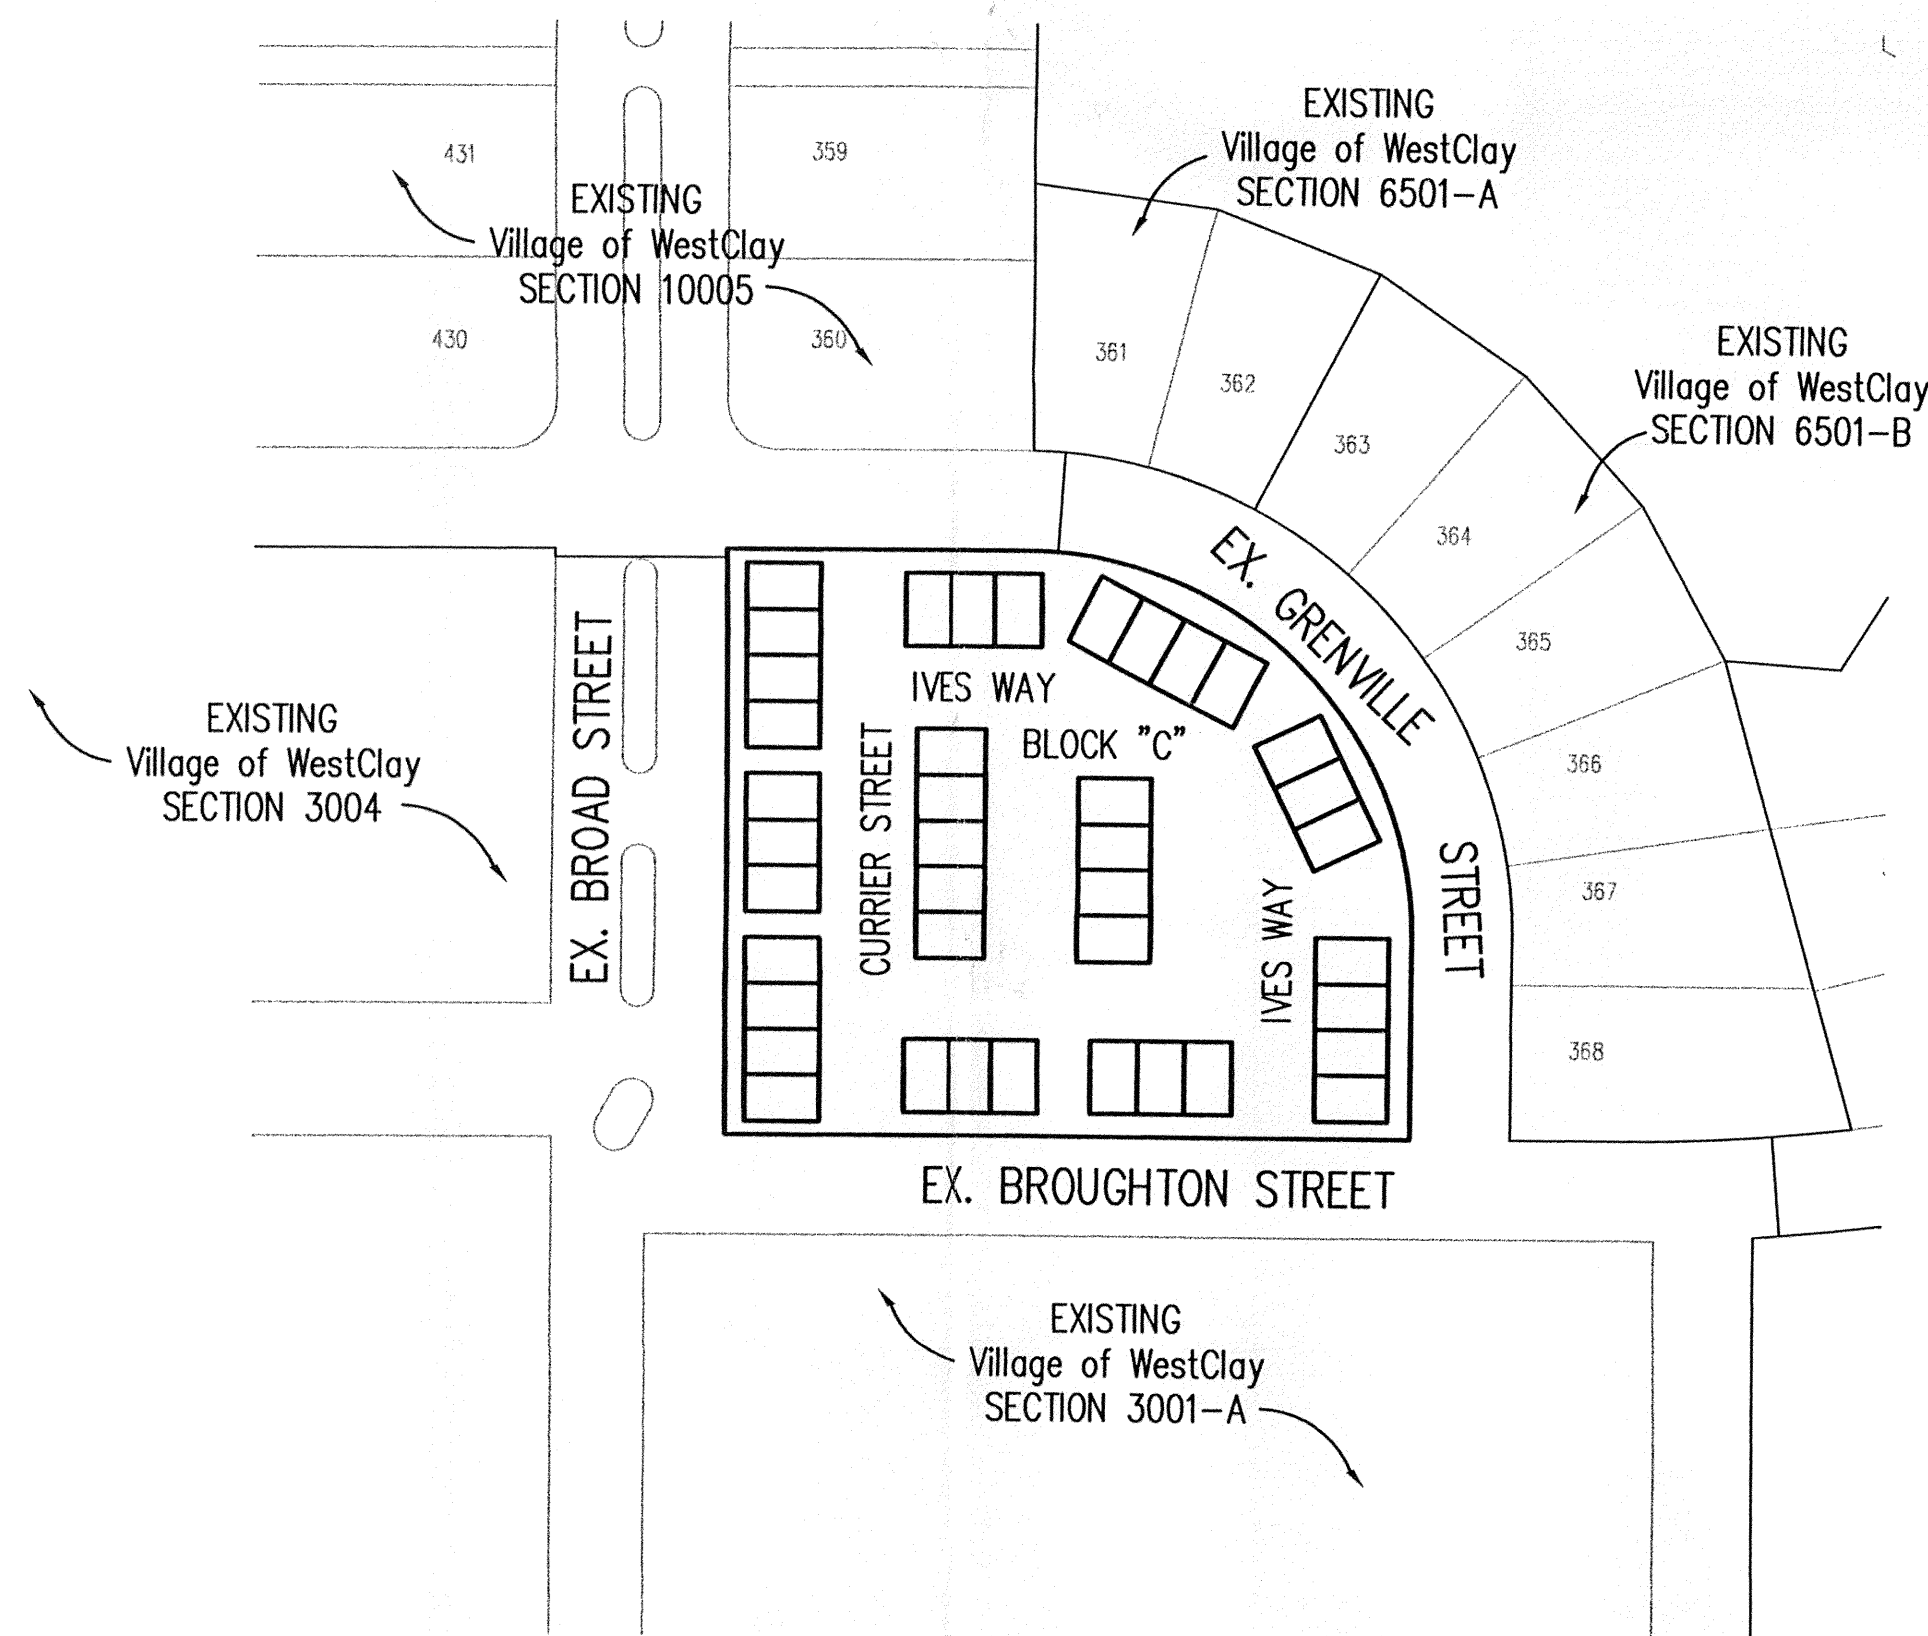 EXISTING
Village of WestClay
SECTION 6501-A
431
359
EXISTING
Village of WestClay
SECTION 10005
430
360
361
362
363
EXISTING
Village of WestClay
SECTION 6501-B
364
365
366
367
368
EX. GRENVILLE
STREET
EX. BROAD STREET
IVES WAY
BLOCK "C"
CURRIER STREET
IVES WAY
EXISTING
Village of WestClay
SECTION 3004
EX. BROUGHTON STREET
EXISTING
Village of WestClay
SECTION 3001-A